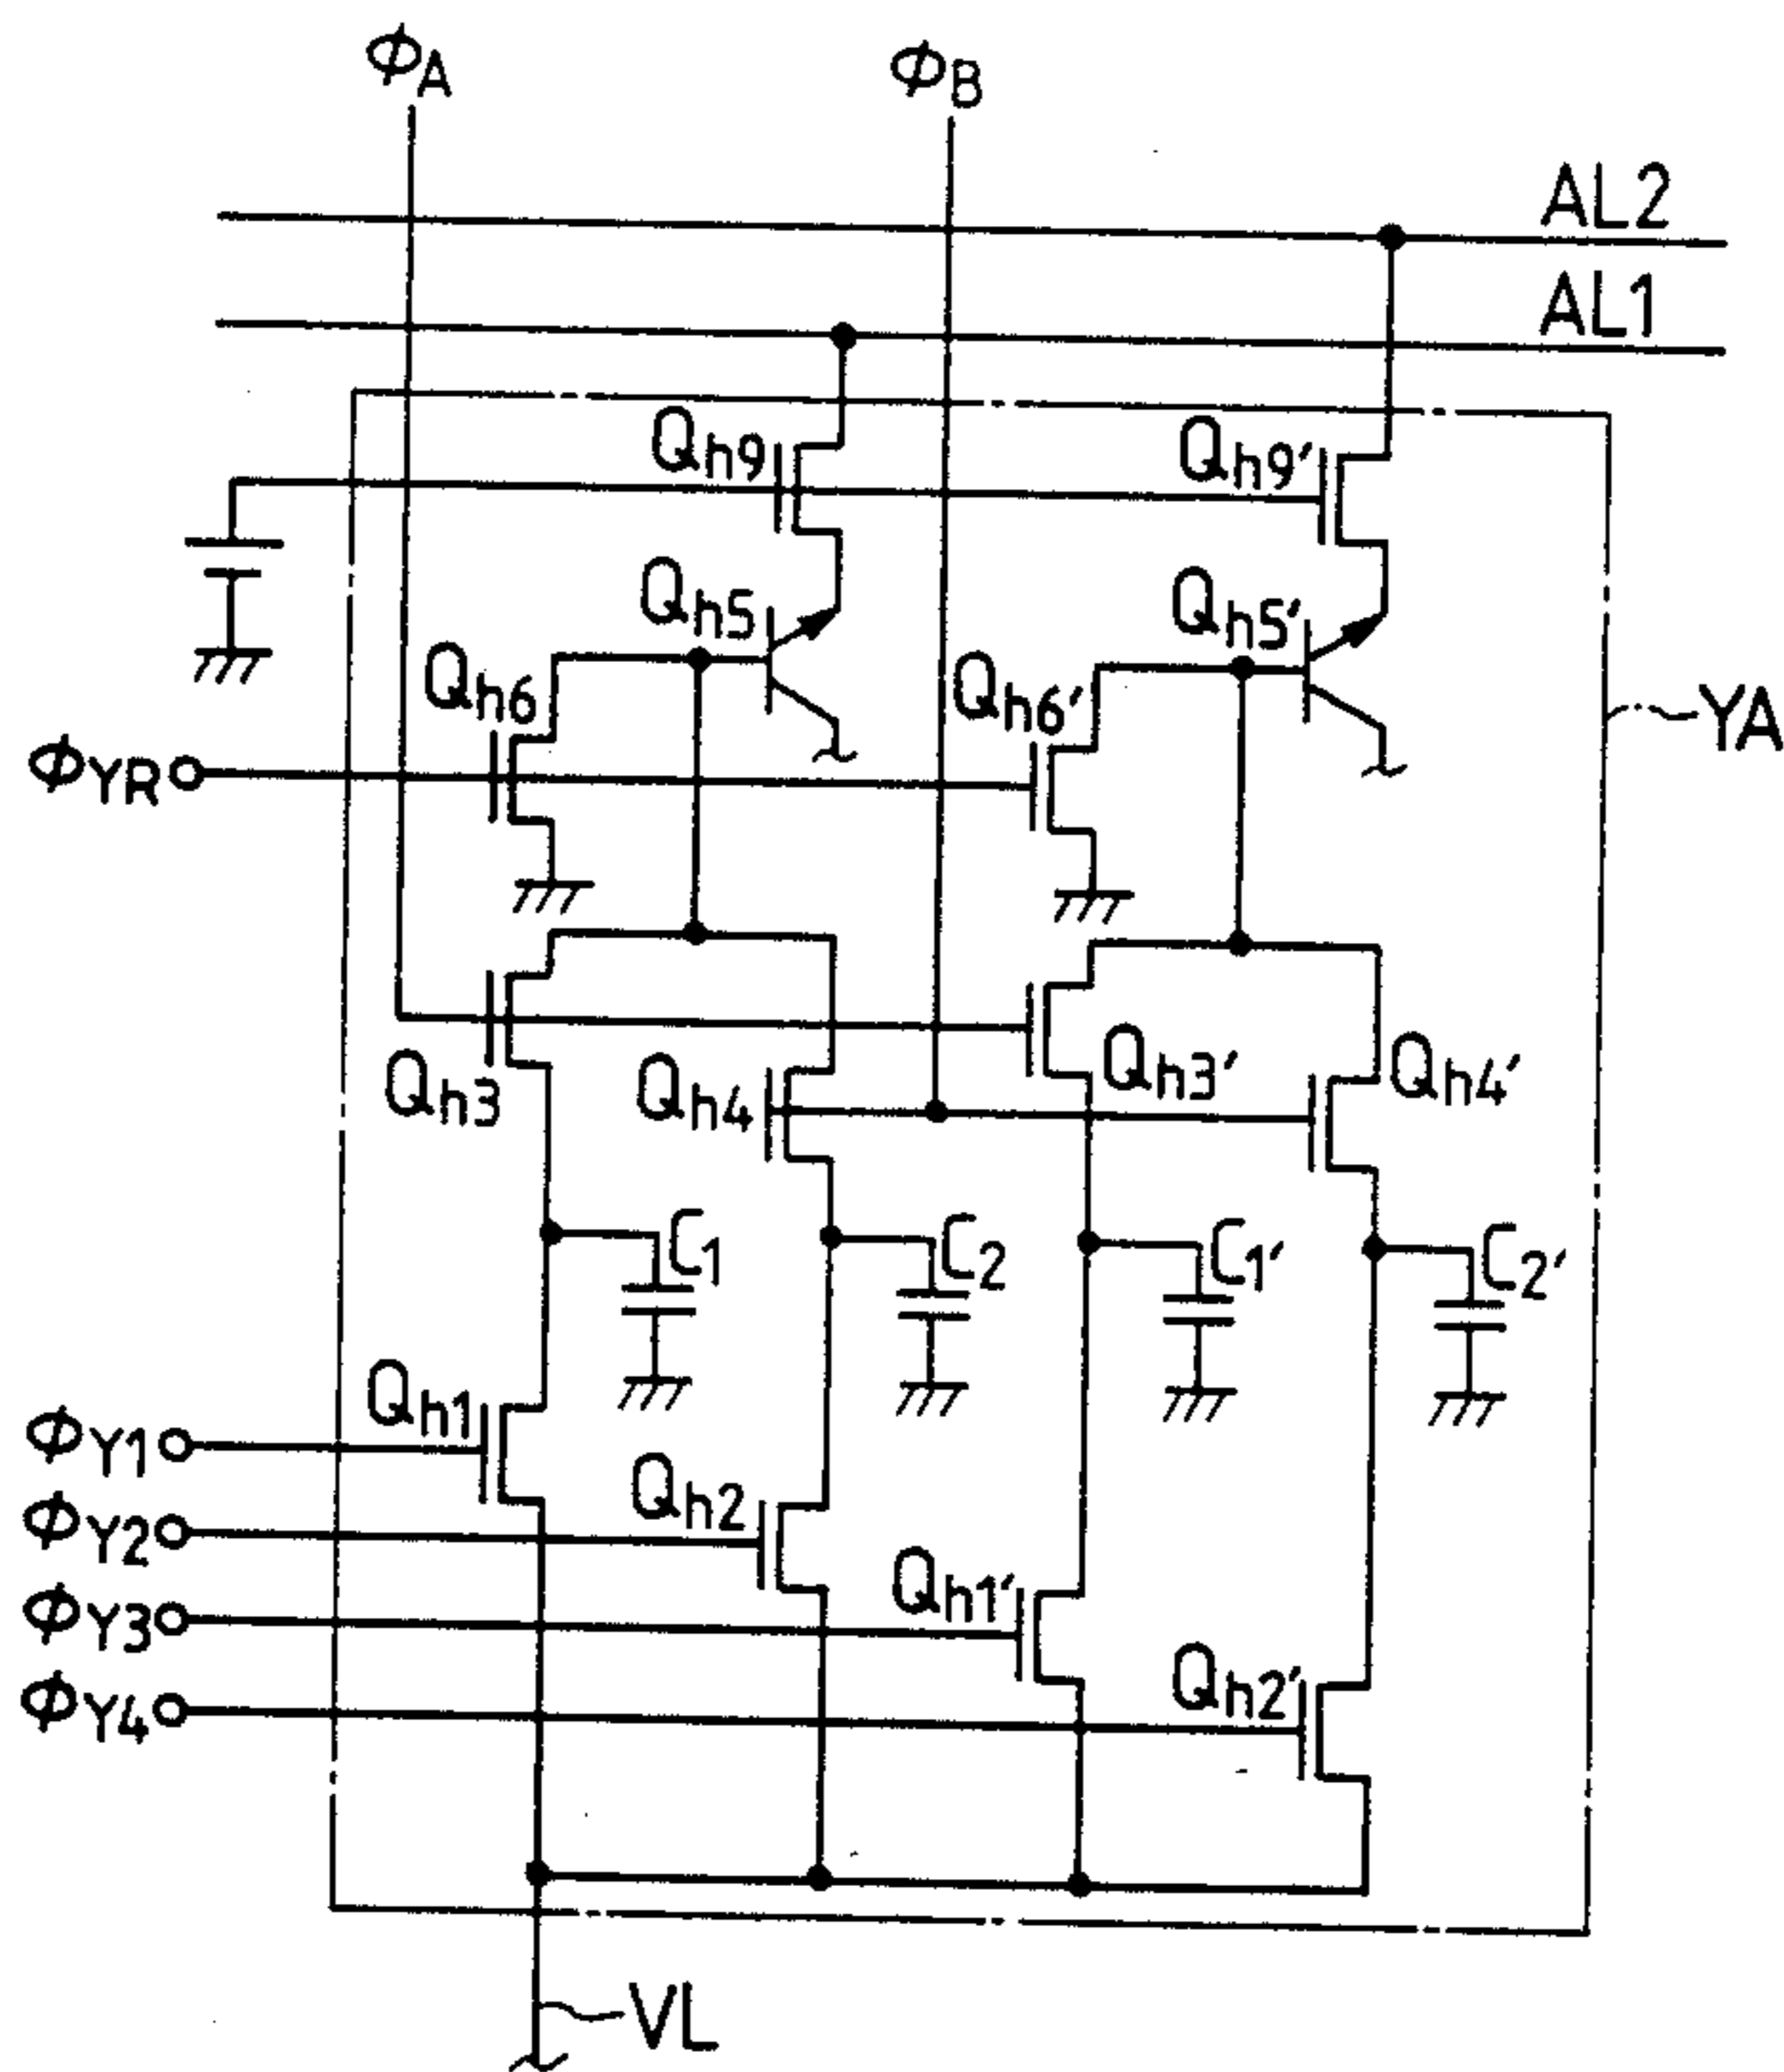 ϕA
ϕB
AL2
AL1
Qh9
Qh9'
Qh5
Qh5'
Qh6
Qh6'
YA
ϕYR
Qh3
Qh4
Qh3'
Qh4'
C1
C2
C1'
C2'
Qh1
ϕY1
Qh2
ϕY2
Qh1'
ϕY3
Qh2'
ϕY4
VL